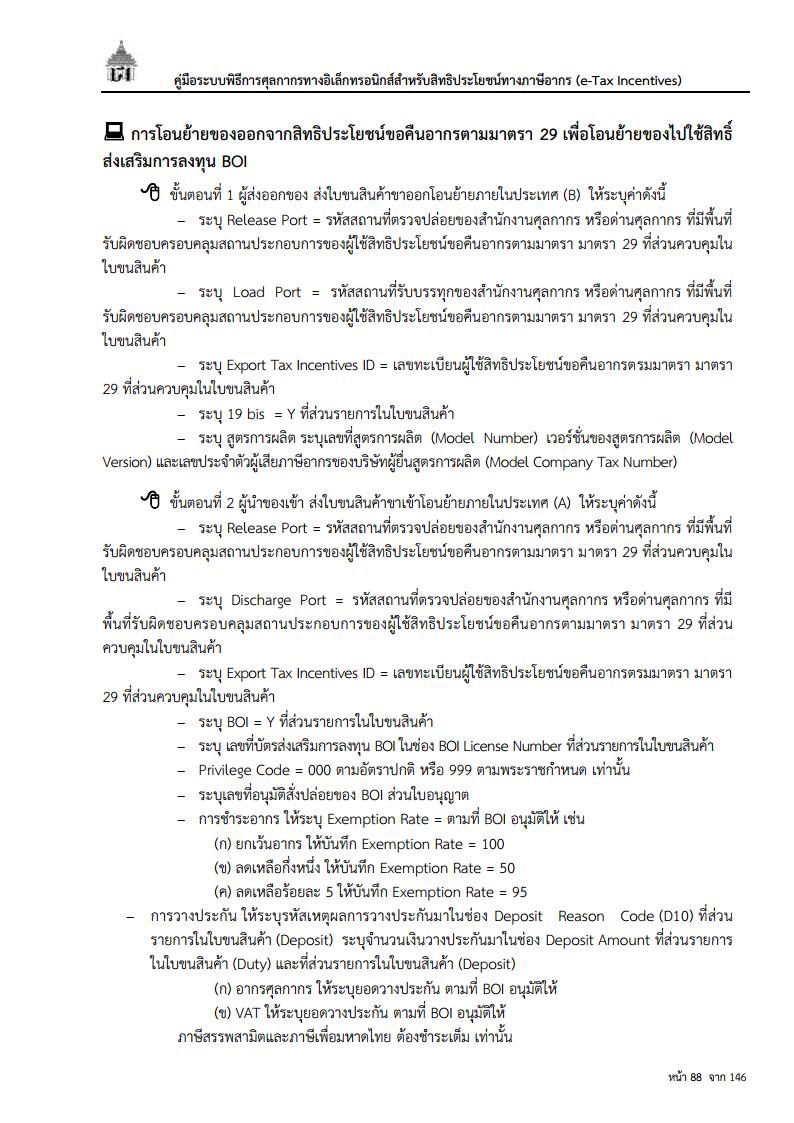 คู่มือระบบพิธีการศุลกากรทางอิเล็กทรอนิกส์สำหรับสิทธิประโยชน์ทางภาษีอากร (e-Tax Incentives)
การโอนย้ายของออกจากสิทธิประโยชน์ขอคืนอากรตามมาตรา 29 เพื่อโอนย้ายของไปใช้สิทธิ์
ส่งเสริมการลงทุน BOI
ขั้นตอนที่ 1 ผู้ส่งออกของ ส่งใบขนสินค้าขาออกโอนย้ายภายในประเทศ (B) ให้ระบุค่าดังนี้
– ระบุ Release Port = รหัสสถานที่ตรวจปล่อยของสำนักงานศุลกากร หรือด่านศุลกากร ที่มีพื้นที่
รับผิดชอบครอบคลุมสถานประกอบการของผู้ใช้สิทธิประโยชน์ขอคืนอากรตามมาตรา มาตรา 29 ที่ส่วนควบคุมใน
ใบขนสินค้า
– ระบุ Load Port = รหัสสถานที่รับบรรทุกของสำนักงานศุลกากร หรือด่านศุลกากร ที่มีพื้นที่
รับผิดชอบครอบคลุมสถานประกอบการของผู้ใช้สิทธิประโยชน์ขอคืนอากรตามมาตรา มาตรา 29 ที่ส่วนควบคุมใน
ใบขนสินค้า
– ระบุ Export Tax Incentives ID = เลขทะเบียนผู้ใช้สิทธิประโยชน์ขอคืนอากรตรมมาตรา มาตรา
29 ที่ส่วนควบคุมในใบขนสินค้า
– ระบุ 19 bis = Y ที่ส่วนรายการในใบขนสินค้า
– ระบุ สูตรการผลิต ระบุเลขที่สูตรการผลิต (Model Number) เวอร์ชั่นของสูตรการผลิต (Model
Version) และเลขประจำตัวผู้เสียภาษีอากรของบริษัทผู้ยื่นสูตรการผลิต (Model Company Tax Number)
ขั้นตอนที่ 2 ผู้นำของเข้า ส่งใบขนสินค้าขาเข้าโอนย้ายภายในประเทศ (A) ให้ระบุค่าดังนี้
– ระบุ Release Port = รหัสสถานที่ตรวจปล่อยของสำนักงานศุลกากร หรือด่านศุลกากร ที่มีพื้นที่
รับผิดชอบครอบคลุมสถานประกอบการของผู้ใช้สิทธิประโยชน์ขอคืนอากรตามมาตรา มาตรา 29 ที่ส่วนควบคุมใน
ใบขนสินค้า
– ระบุ Discharge Port = รหัสสถานที่ตรวจปล่อยของสำนักงานศุลกากร หรือด่านศุลกากร ที่มี
พื้นที่รับผิดชอบครอบคลุมสถานประกอบการของผู้ใช้สิทธิประโยชน์ขอคืนอากรตามมาตรา มาตรา 29 ที่ส่วน
ควบคุมในใบขนสินค้า
– ระบุ Export Tax Incentives ID = เลขทะเบียนผู้ใช้สิทธิประโยชน์ขอคืนอากรตรมมาตรา มาตรา
29 ที่ส่วนควบคุมในใบขนสินค้า
– ระบุ BOI = Y ที่ส่วนรายการในใบขนสินค้า
– ระบุ เลขที่บัตรส่งเสริมการลงทุน BOI ในช่อง BOI License Number ที่ส่วนรายการในใบขนสินค้า
– Privilege Code = 000 ตามอัตราปกติ หรือ 999 ตามพระราชกำหนด เท่านั้น
– ระบุเลขที่อนุมัติสั่งปล่อยของ BOI ส่วนใบอนุญาต
– การชำระอากร ให้ระบุ Exemption Rate = ตามที่ BOI อนุมัติให้ เช่น
(ก) ยกเว้นอากร ให้บันทึก Exemption Rate = 100
(ข) ลดเหลือกึ่งหนึ่ง ให้บันทึก Exemption Rate = 50
(ค) ลดเหลือร้อยละ 5 ให้บันทึก Exemption Rate = 95
– การวางประกัน ให้ระบุรหัสเหตุผลการวางประกันมาในช่อง Deposit Reason Code (D10) ที่ส่วน
รายการในใบขนสินค้า (Deposit) ระบุจำนวนเงินวางประกันมาในช่อง Deposit Amount ที่ส่วนรายการ
ในใบขนสินค้า (Duty) และที่ส่วนรายการในใบขนสินค้า (Deposit)
(ก) อากรศุลกากร ให้ระบุยอดวางประกัน ตามที่ BOI อนุมัติให้
(ข) VAT ให้ระบุยอดวางประกัน ตามที่ BOI อนุมัติให้
ภาษีสรรพสามิตและภาษีเพื่อมหาดไทย ต้องชำระเต็ม เท่านั้น
หน้า 88 จาก 146